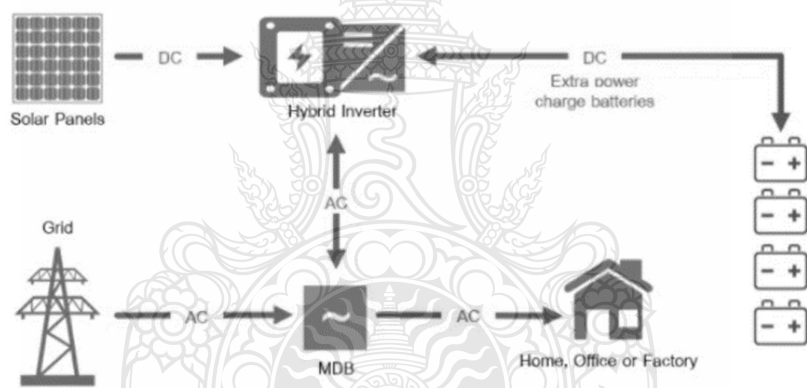 DC
DC
Extra power
charge batteries
Solar Panels
Hybrid Inverter
AC
Grid
AC
AC
MDB
Home, Office or Factory